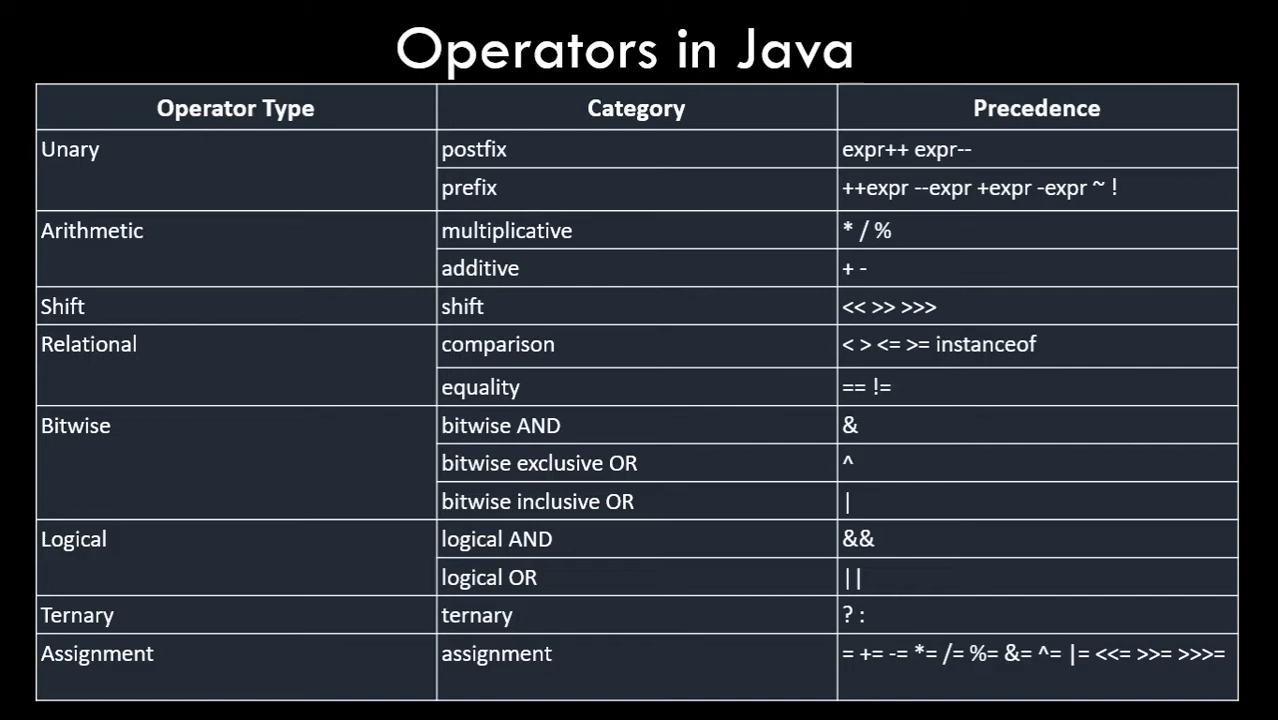 Operators in Java
Operator Type Category Precedence
Unary postfix expr++ expr--
prefix ++expr --expr +expr -expr ~ !
Arithmetic multiplicative * / %
additive + -
Shift shift << >> >>>
Relational comparison < > <= >= instanceof
equality == !=
Bitwise bitwise AND &
bitwise exclusive OR ^
bitwise inclusive OR |
Logical logical AND &&
logical OR ||
Ternary ternary ? :
Assignment assignment = += -= *= /= %= &= ^= |= <<= >>= >>>=